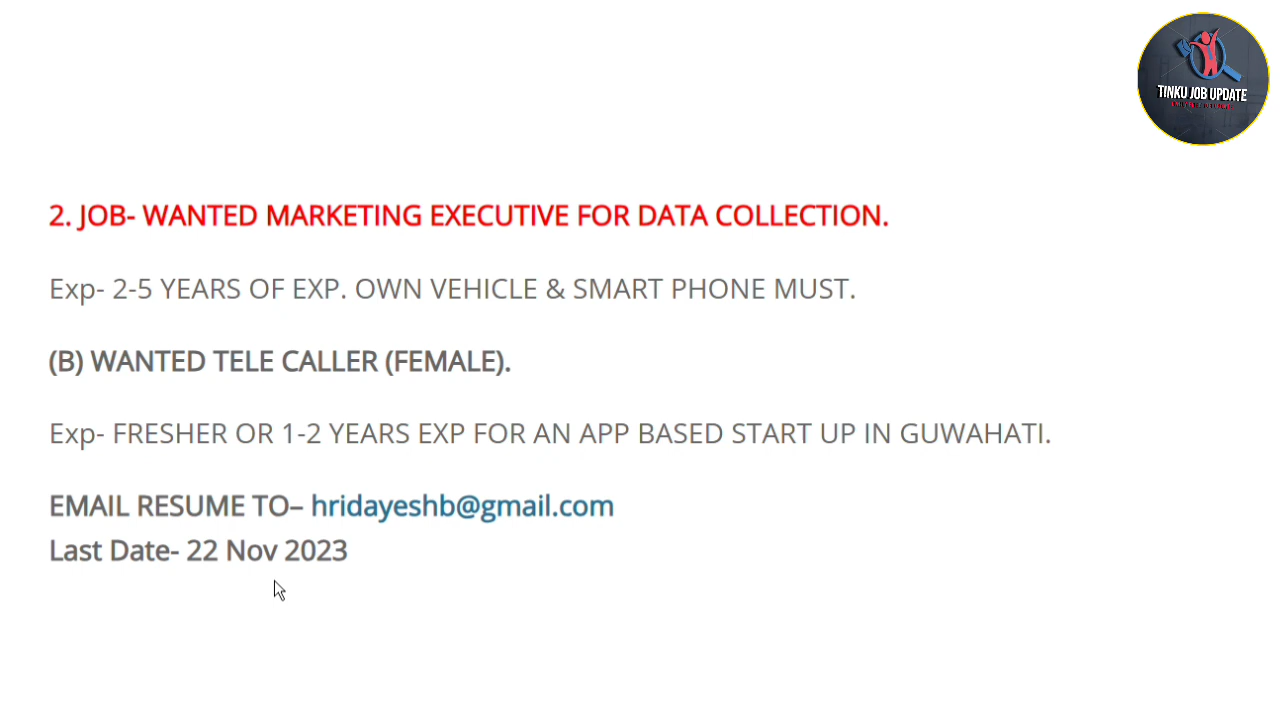 TINKU JOB UPDATE
2. JOB- WANTED MARKETING EXECUTIVE FOR DATA COLLECTION.
Exp- 2-5 YEARS OF EXP. OWN VEHICLE & SMART PHONE MUST.
(B) WANTED TELE CALLER (FEMALE).
Exp- FRESHER OR 1-2 YEARS EXP FOR AN APP BASED START UP IN GUWAHATI.
EMAIL RESUME TO– hridayeshb@gmail.com
Last Date- 22 Nov 2023